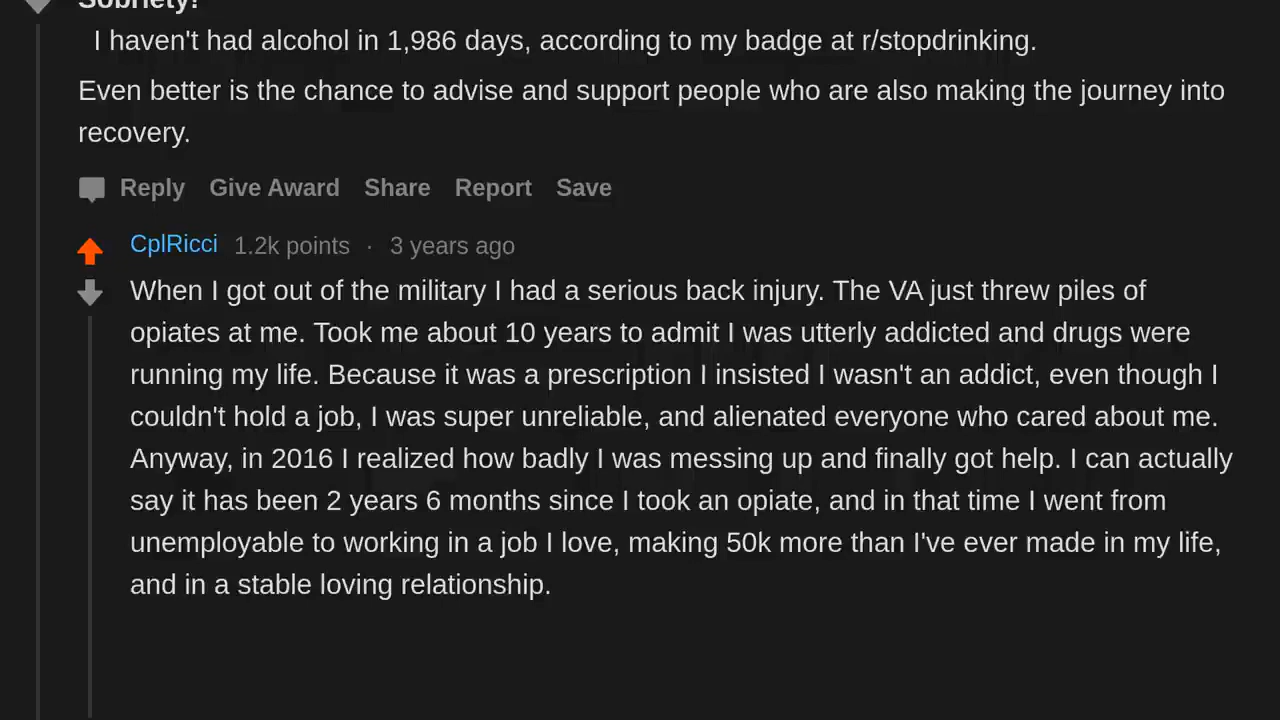 Sobriety!
I haven't had alcohol in 1,986 days, according to my badge at r/stopdrinking.
Even better is the chance to advise and support people who are also making the journey into
recovery.
Reply Give Award Share Report Save
CplRicci 1.2k points · 3 years ago
When I got out of the military I had a serious back injury. The VA just threw piles of
opiates at me. Took me about 10 years to admit I was utterly addicted and drugs were
running my life. Because it was a prescription I insisted I wasn't an addict, even though I
couldn't hold a job, I was super unreliable, and alienated everyone who cared about me.
Anyway, in 2016 I realized how badly I was messing up and finally got help. I can actually
say it has been 2 years 6 months since I took an opiate, and in that time I went from
unemployable to working in a job I love, making 50k more than I've ever made in my life,
and in a stable loving relationship.